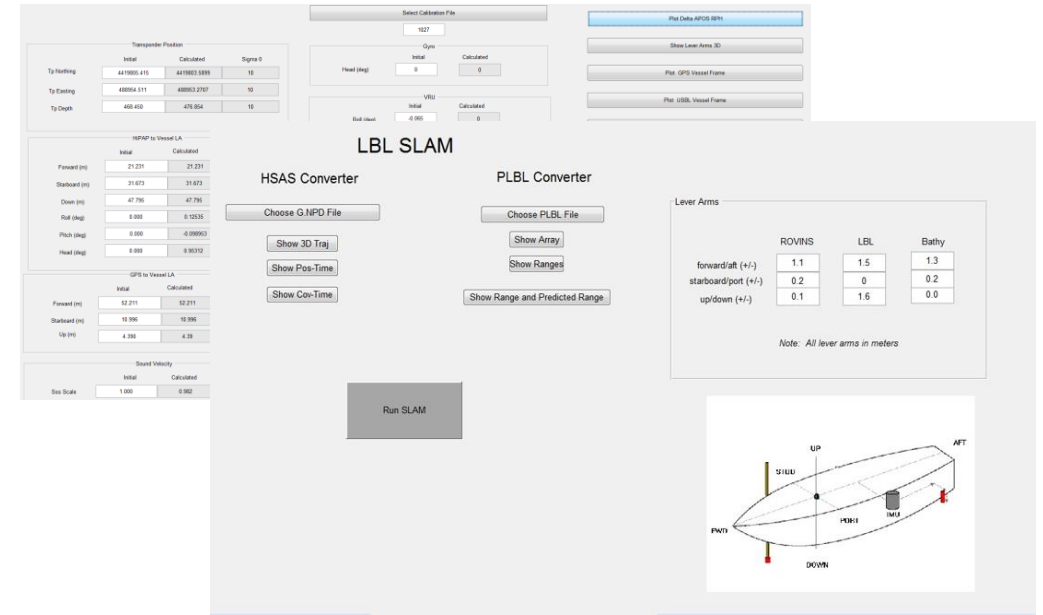 Select Calibration File
1027
Gyro
Initial Calculated
Head (deg) 0 0
VRU
Initial Calculated
Roll (deg) -0.065 0
Plot Delta APOS RPH
Show Lever Arms 3D
Plot GPS Vessel Frame
Plot USBL Vessel Frame
Transponder Position
Initial Calculated Sigma 0
Tp Northing 4419805.415 4419803.5899 10
Tp Easting 488954.511 488953.2707 10
Tp Depth 468.450 476.854 10
HiPAP to Vessel LA
Initial Calculated
Forward (m) 21.231 21.231
Starboard (m) 31.673 31.673
Down (m) 47.795 47.795
Roll (deg) 0.000 0.12535
Pitch (deg) 0.000 -0.098953
Head (deg) 0.000 0.95312
GPS to Vessel LA
Initial Calculated
Forward (m) 52.211 52.211
Starboard (m) 10.996 10.996
Up (m) 4.390 4.39
Sound Velocity
Initial Calculated
Sos Scale 1.000 0.982
LBL SLAM
HSAS Converter
Choose G.NPD File
Show 3D Traj
Show Pos-Time
Show Cov-Time
PLBL Converter
Choose PLBL File
Show Array
Show Ranges
Show Range and Predicted Range
Run SLAM
Lever Arms
ROVINS LBL Bathy
forward/aft (+/-) 1.1 1.5 1.3
starboard/port (+/-) 0.2 0 0.2
up/down (+/-) 0.1 1.6 0.0
Note: All lever arms in meters
UP
AFT
STBD
IMU
PORT
FWD
DOWN